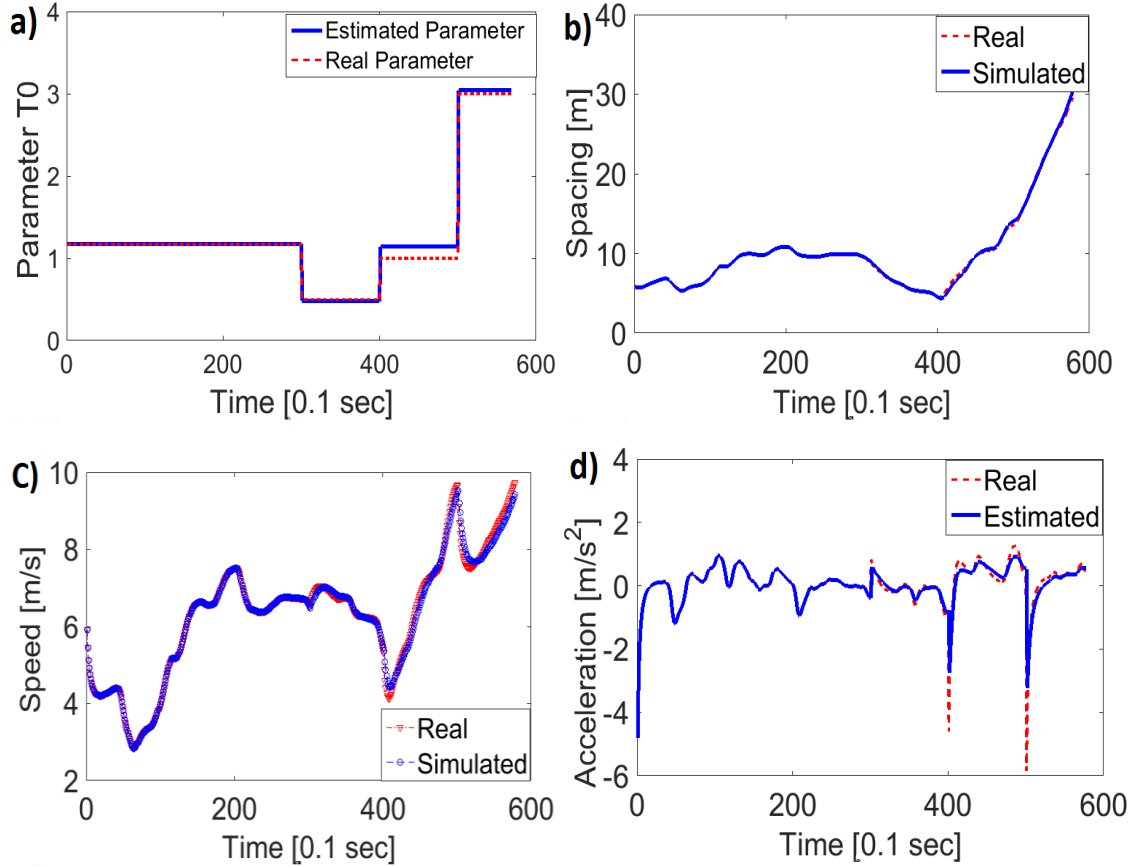 a)
4
3
2
1
0
Parameter T0
Estimated Parameter
Real Parameter
0 200 400 600
Time [0.1 sec]
b)
40
30
20
10
0
Spacing [m]
Real
Simulated
0 200 400 600
Time [0.1 sec]
c)
10
8
6
4
2
Speed [m/s]
Real
Simulated
0 200 400 600
Time [0.1 sec]
d)
4
2
0
-2
-4
-6
Acceleration [m/s²]
Real
Estimated
0 200 400 600
Time [0.1 sec]